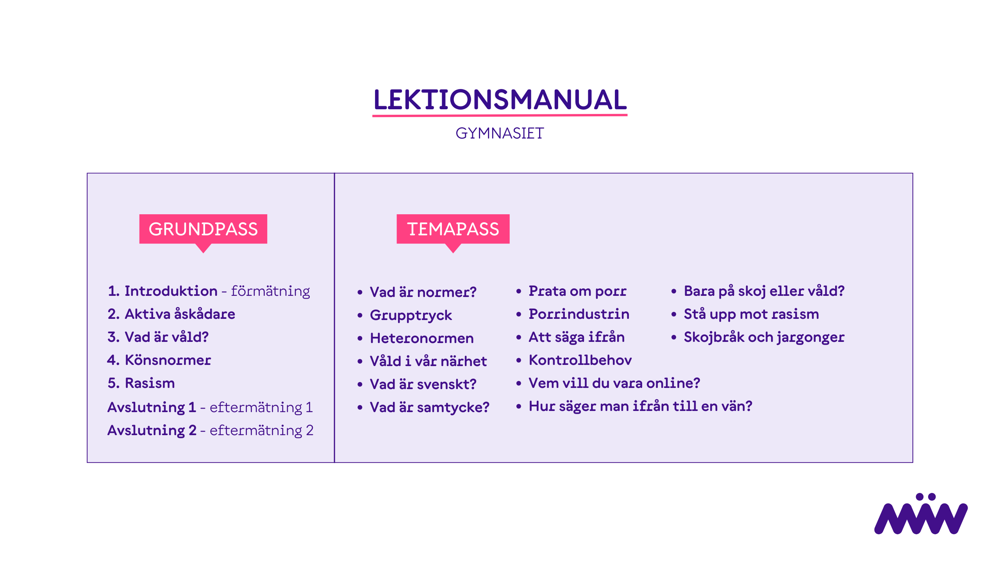 LEKTIONSMANUAL
GYMNASIET
GRUNDPASS
1. Introduktion - förmätning
2. Aktiva åskådare
3. Vad är våld?
4. Könsnormer
5. Rasism
Avslutning 1 - eftermätning 1
Avslutning 2 - eftermätning 2
TEMAPASS
• Vad är normer?
• Grupptryck
• Heteronormen
• Våld i vår närhet
• Vad är svenskt?
• Vad är samtycke?
• Prata om porr
• Porrindustrin
• Att säga ifrån
• Kontrollbehov
• Vem vill du vara online?
• Hur säger man ifrån till en vän?
• Bara på skoj eller våld?
• Stå upp mot rasism
• Skojbråk och jargonger